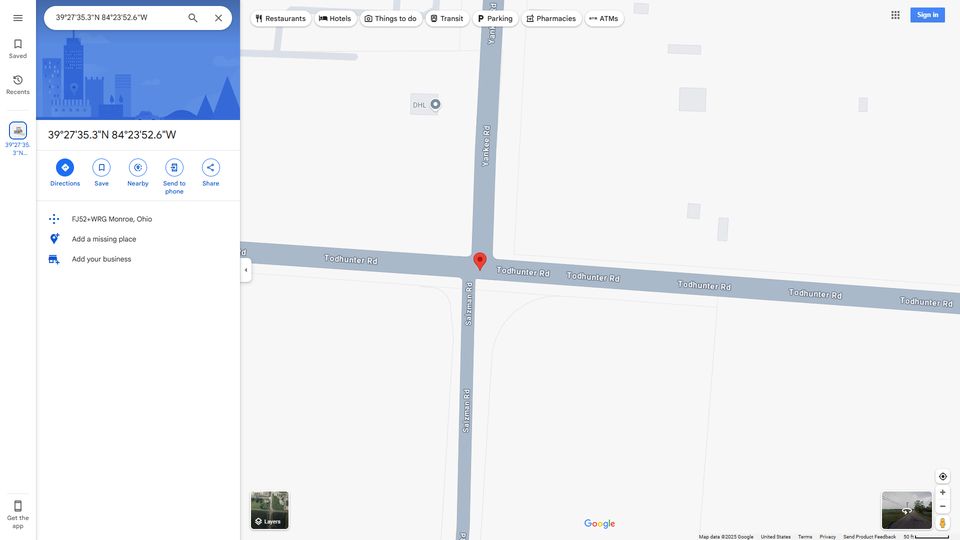 39°27'35.3"N 84°23'52.6"W
Restaurants
Hotels
Things to do
Transit
Parking
Pharmacies
ATMs
Sign in
Saved
Recents
39°27'35.
3"N...
39°27'35.3"N 84°23'52.6"W
Directions
Save
Nearby
Send to
phone
Share
FJ52+WRG Monroe, Ohio
Add a missing place
Add your business
Get the
app
Yankee Rd
DHL
Yankee Rd
Rd
Todhunter Rd
Todhunter Rd
Todhunter Rd
Todhunter Rd
Todhunter Rd
Todhunter Rd
Salzman Rd
Salzman Rd
Rd
Layers
Google
Map data ©2025 Google
United States
Terms
Privacy
Send Product Feedback
50 ft